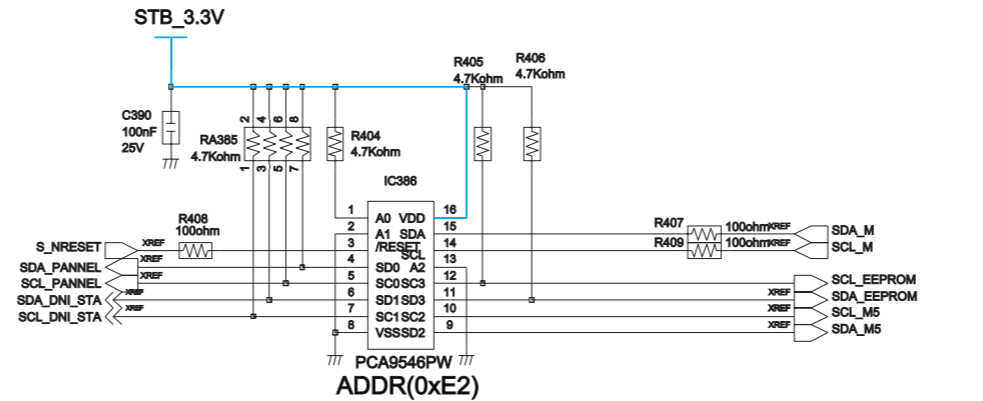 STB_3.3V
R405
4.7Kohm
R406
4.7Kohm
C390
100nF
25V
2 4 6 8
RA385
4.7Kohm
1 3 5 7
R404
4.7Kohm
IC386
1 A0 VDD 16
2 A1 SDA 15
3 /RESET SCL 14
4 SD0 A2 13
5 SC0 SC3 12
6 SD1 SD3 11
7 SC1 SC2 10
8 VSS SD2 9
R408
100ohm
S_NRESET XREF
SDA_PANNEL XREF
SCL_PANNEL XREF
SDA_DNI_STA XREF
SCL_DNI_STA XREF
R407 100ohm XREF SDA_M
R409 100ohm XREF SCL_M
XREF SCL_EEPROM
XREF SDA_EEPROM
XREF SCL_M5
XREF SDA_M5
PCA9546PW
ADDR(0xE2)